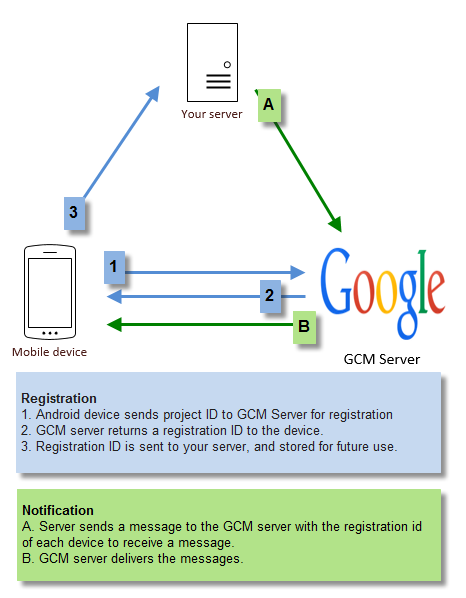 Your server
A
3
1
2
B
Google
Mobile device
GCM Server
Registration
1. Android device sends project ID to GCM Server for registration
2. GCM server returns a registration ID to the device.
3. Registration ID is sent to your server, and stored for future use.
Notification
A. Server sends a message to the GCM server with the registration id
of each device to receive a message.
B. GCM server delivers the messages.